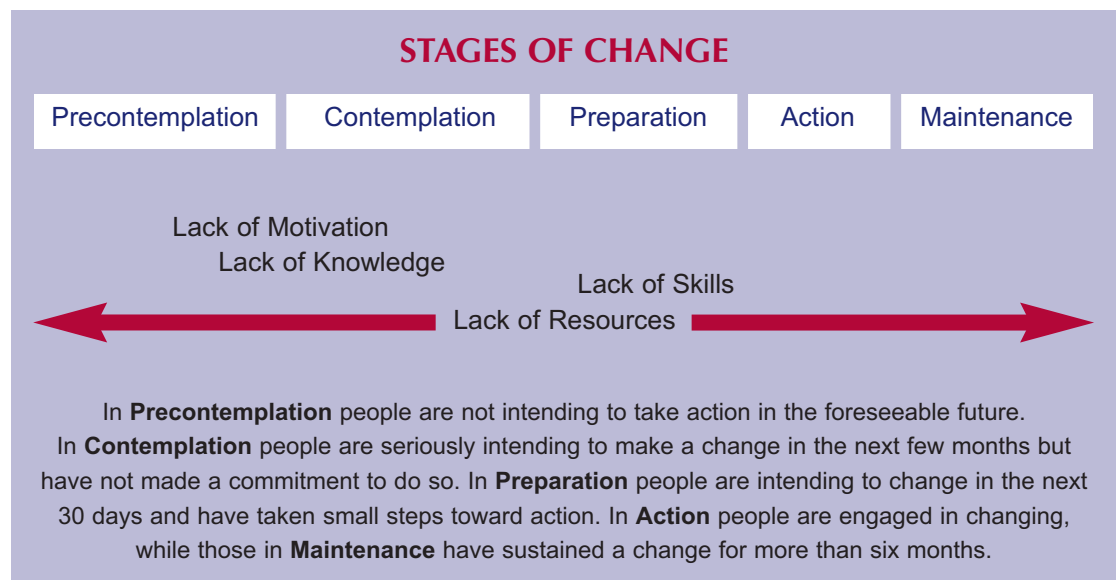 STAGES OF CHANGE
Precontemplation Contemplation Preparation Action Maintenance
Lack of Motivation
Lack of Knowledge
Lack of Skills
Lack of Resources
In Precontemplation people are not intending to take action in the foreseeable future.
In Contemplation people are seriously intending to make a change in the next few months but
have not made a commitment to do so. In Preparation people are intending to change in the next
30 days and have taken small steps toward action. In Action people are engaged in changing,
while those in Maintenance have sustained a change for more than six months.